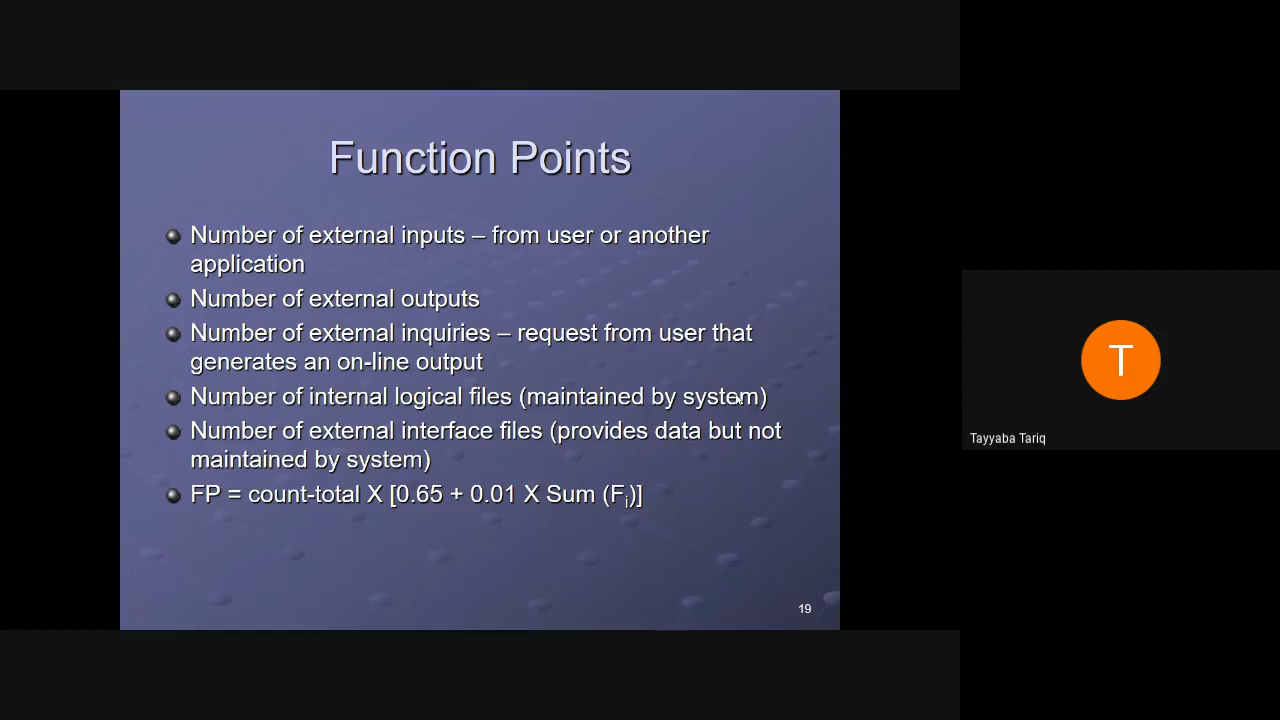 Function Points
Number of external inputs – from user or another
application
Number of external outputs
Number of external inquiries – request from user that
generates an on-line output
Number of internal logical files (maintained by system)
Number of external interface files (provides data but not
maintained by system)
FP = count-total X [0.65 + 0.01 X Sum (Fi)]
19
T
Tayyaba Tariq